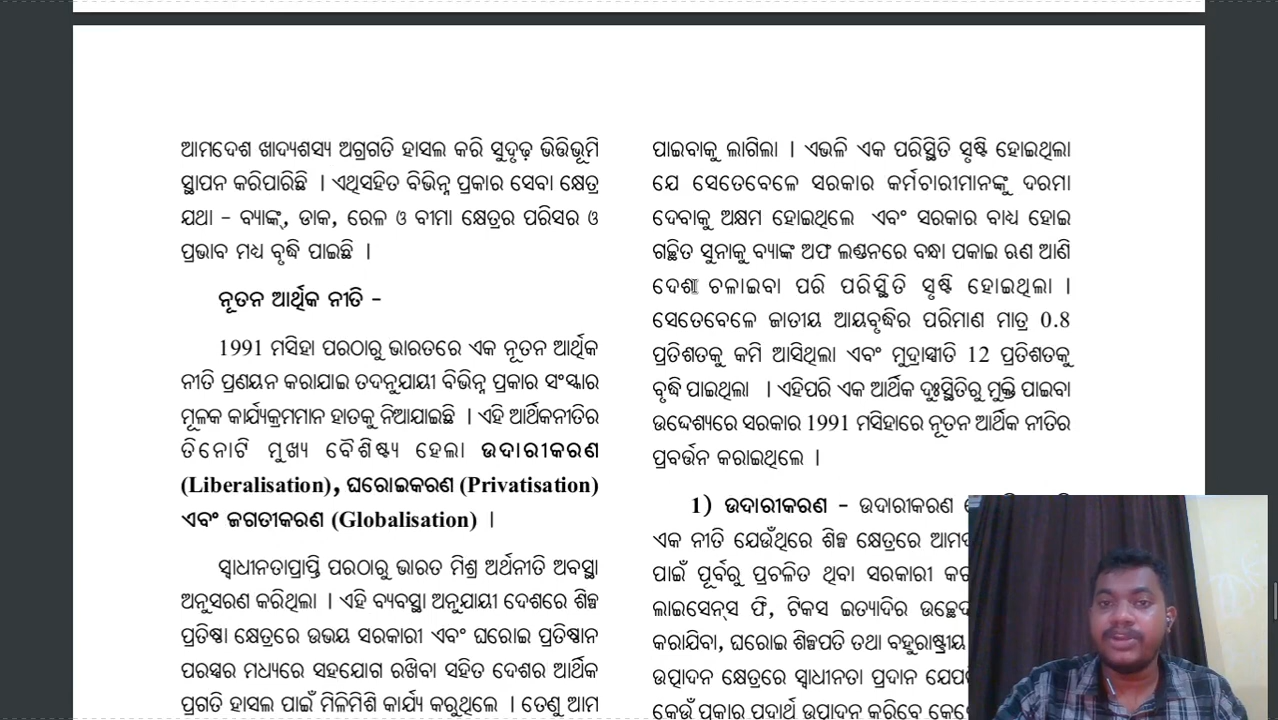 ଆମଦେଶ ଖାଦ୍ୟଶସ୍ୟ ଅଗ୍ରଗତି ହାସଲ କରି ସୁଦୃଢ଼ ଭିତ୍ତିଭୂମି
ସ୍ଥାପନ କରିପାରିଛି । ଏଥିସହିତ ବିଭିନ୍ନ ପ୍ରକାର ସେବା କ୍ଷେତ୍ର
ଯଥା – ବ୍ୟାଙ୍କ୍, ଡାକ, ରେଳ ଓ ବୀମା କ୍ଷେତ୍ରର ପରିସର ଓ
ପ୍ରଭାବ ମଧ୍ୟ ବୃଦ୍ଧି ପାଇଛି ।
ନୂତନ ଆର୍ଥିକ ନୀତି –
1991 ମସିହା ପରଠାରୁ ଭାରତରେ ଏକ ନୂତନ ଆର୍ଥିକ
ନୀତି ପ୍ରଣୟନ କରାଯାଇ ତଦନୁଯାୟୀ ବିଭିନ୍ନ ପ୍ରକାର ସଂସ୍କାର
ମୂଳକ କାର୍ଯ୍ୟକ୍ରମମାନ ହାତକୁ ନିଆଯାଇଛି । ଏହି ଆର୍ଥିକନୀତିର
ତିନୋଟି ମୁଖ୍ୟ ବୈଶିଷ୍ଟ୍ୟ ହେଲା ଉଦାରୀକରଣ
(Liberalisation), ଘରୋଇକରଣ (Privatisation)
ଏବଂ ଜଗତୀକରଣ (Globalisation) ।
ସ୍ୱାଧୀନତାପ୍ରାପ୍ତି ପରଠାରୁ ଭାରତ ମିଶ୍ର ଅର୍ଥନୀତି ଅବସ୍ଥା
ଅନୁସରଣ କରିଥିଲା । ଏହି ବ୍ୟବସ୍ଥା ଅନୁଯାୟୀ ଦେଶରେ ଶିଳ୍ପ
ପ୍ରତିଷ୍ଠା କ୍ଷେତ୍ରରେ ଉଭୟ ସରକାରୀ ଏବଂ ଘରୋଇ ପ୍ରତିଷ୍ଠାନ
ପରସ୍ପର ମଧ୍ୟରେ ସହଯୋଗ ରଖିବା ସହିତ ଦେଶର ଆର୍ଥିକ
ପ୍ରଗତି ହାସଲ ପାଇଁ ମିଳିମିଶି କାର୍ଯ୍ୟ କରୁଥିଲେ । ତେଣୁ ଆମ
ପାଇବାକୁ ଲାଗିଲା । ଏଭଳି ଏକ ପରିସ୍ଥିତି ସୃଷ୍ଟି ହୋଇଥିଲା
ଯେ ସେତେବେଳେ ସରକାର କର୍ମଚାରୀମାନଙ୍କୁ ଦରମା
ଦେବାକୁ ଅକ୍ଷମ ହୋଇଥିଲେ ଏବଂ ସରକାର ବାଧ୍ୟ ହୋଇ
ଗଚ୍ଛିତ ସୁନାକୁ ବ୍ୟାଙ୍କ ଅଫ ଲଣ୍ଡନରେ ବନ୍ଧା ପକାଇ ଋଣ ଆଣି
ଦେଶ ଚଳାଇବା ପରି ପରିସ୍ଥିତି ସୃଷ୍ଟି ହୋଇଥିଲା ।
ସେତେବେଳେ ଜାତୀୟ ଆୟବୃଦ୍ଧିର ପରିମାଣ ମାତ୍ର 0.8
ପ୍ରତିଶତକୁ କମି ଆସିଥିଲା ଏବଂ ମୁଦ୍ରାସ୍ଫୀତି 12 ପ୍ରତିଶତକୁ
ବୃଦ୍ଧି ପାଇଥିଲା । ଏହିପରି ଏକ ଆର୍ଥିକ ଦୁଃସ୍ଥିତିରୁ ମୁକ୍ତି ପାଇବା
ଉଦ୍ଦେଶ୍ୟରେ ସରକାର 1991 ମସିହାରେ ନୂତନ ଆର୍ଥିକ ନୀତିର
ପ୍ରବର୍ତ୍ତନ କରାଇଥିଲେ ।
1) ଉଦାରୀକରଣ – ଉଦାରୀକରଣ
ଏକ ନୀତି ଯେଉଁଥିରେ ଶିଳ୍ପ କ୍ଷେତ୍ରରେ
ପାଇଁ ପୂର୍ବରୁ ପ୍ରଚଳିତ ଥିବା ସରକାରୀ
ଲାଇସେନ୍ସ ଫି, ଟିକସ ଇତ୍ୟାଦିର
କରାଯିବା, ଘରୋଇ ଶିଳ୍ପପତି ତଥା ବହୁରାଷ୍ଟ୍ରୀୟ
ଉତ୍ପାଦନ କ୍ଷେତ୍ରରେ ସ୍ୱାଧୀନତା ପ୍ରଦାନ
କେଉଁ ପ୍ରକାର ପଦାର୍ଥ ଉତ୍ପାଦନ କରିବେ